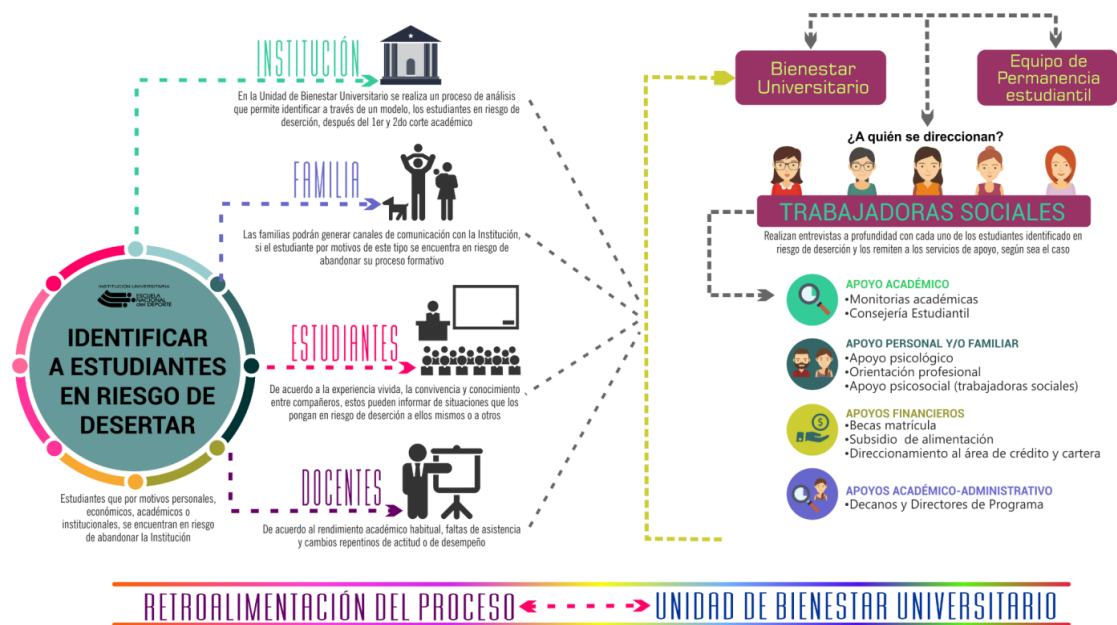 INSTITUCIÓN
En la Unidad de Bienestar Universitario se realiza un proceso de análisis
que permite identificar a través de un modelo, los estudiantes en riesgo de
deserción, después del 1er y 2do corte académico
FAMILIA
Las familias podrán generar canales de comunicación con la Institución,
si el estudiante por motivos de este tipo se encuentra en riesgo de
abandonar su proceso formativo
INSTITUCIÓN UNIVERSITARIA
ESCUELA
NACIONAL
del DEPORTE
IDENTIFICAR
A ESTUDIANTES
EN RIESGO DE
DESERTAR
Estudiantes que por motivos personales,
económicos, académicos o
institucionales, se encuentran en riesgo
de abandonar la Institución
ESTUDIANTES
De acuerdo a la experiencia vivida, la convivencia y conocimiento
entre compañeros, estos pueden informar de situaciones que los
pongan en riesgo de deserción a ellos mismos o a otros
DOCENTES
De acuerdo al rendimiento académico habitual, faltas de asistencia
y cambios repentinos de actitud o de desempeño
Bienestar
Universitario
Equipo de
Permanencia
estudiantil
¿A quién se direccionan?
TRABAJADORAS SOCIALES
Realizan entrevistas a profundidad con cada uno de los estudiantes identificado en
riesgo de deserción y los remiten a los servicios de apoyo, según sea el caso
APOYO ACADÉMICO
•Monitorias académicas
•Consejería Estudiantil
APOYO PERSONAL Y/O FAMILIAR
•Apoyo psicológico
•Orientación profesional
•Apoyo psicosocial (trabajadoras sociales)
APOYOS FINANCIEROS
•Becas matrícula
•Subsidio de alimentación
•Direccionamiento al área de crédito y cartera
APOYOS ACADÉMICO-ADMINISTRATIVO
•Decanos y Directores de Programa
RETROALIMENTACIÓN DEL PROCESO
UNIDAD DE BIENESTAR UNIVERSITARIO